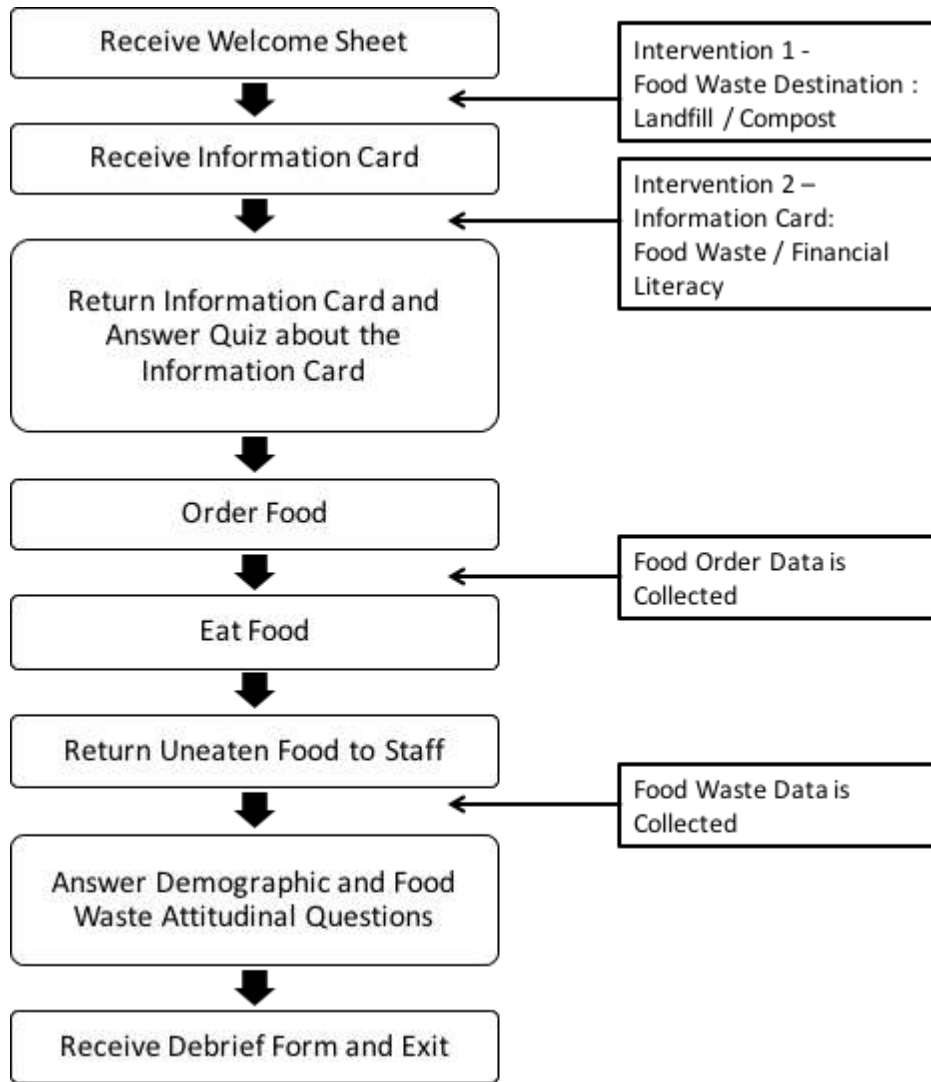 Receive Welcome Sheet
Intervention 1 -
Food Waste Destination :
Landfill / Compost
Receive Information Card
Intervention 2 –
Information Card:
Food Waste / Financial
Literacy
Return Information Card and
Answer Quiz about the
Information Card
Order Food
Food Order Data is
Collected
Eat Food
Return Uneaten Food to Staff
Food Waste Data is
Collected
Answer Demographic and Food
Waste Attitudinal Questions
Receive Debrief Form and Exit